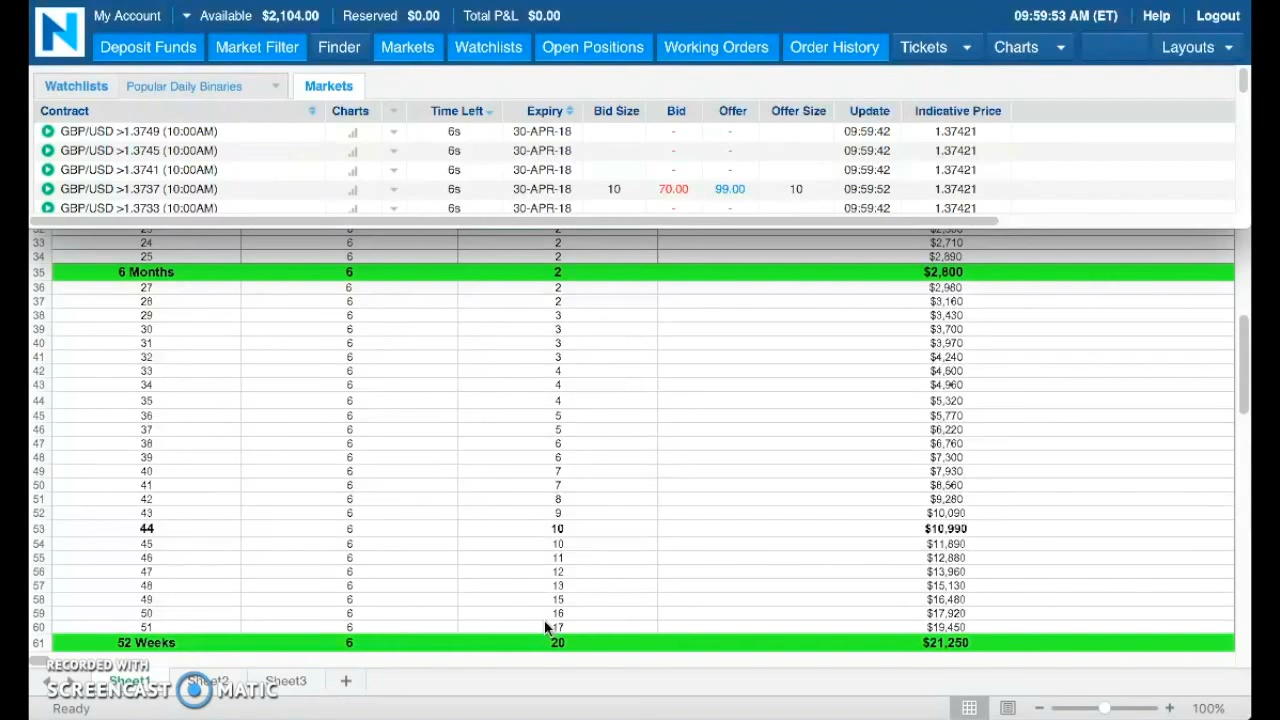 N My Account Available $2,104.00 Reserved $0.00 Total P&L $0.00 09:59:53 AM (ET) Help Logout
Deposit Funds Market Filter Finder Markets Watchlists Open Positions Working Orders Order History Tickets Charts Layouts
Watchlists Popular Daily Binaries Markets
Contract Charts Time Left Expiry Bid Size Bid Offer Offer Size Update Indicative Price
GBP/USD >1.3749 (10:00AM) 6s 30-APR-18 - - 09:59:42 1.37421
GBP/USD >1.3745 (10:00AM) 6s 30-APR-18 - - 09:59:42 1.37421
GBP/USD >1.3741 (10:00AM) 6s 30-APR-18 - - 09:59:42 1.37421
GBP/USD >1.3737 (10:00AM) 6s 30-APR-18 10 70.00 99.00 10 09:59:52 1.37421
GBP/USD >1.3733 (10:00AM) 6s 30-APR-18 - - 09:59:42 1.37421
33 24 6 2 $2,710
34 25 6 2 $2,890
35 6 Months 6 2 $2,800
36 27 6 2 $2,980
37 28 6 2 $3,160
38 29 6 3 $3,430
39 30 6 3 $3,700
40 31 6 3 $3,970
41 32 6 3 $4,240
42 33 6 4 $4,600
43 34 6 4 $4,960
44 35 6 4 $5,320
45 36 6 5 $5,770
46 37 6 5 $6,220
47 38 6 6 $6,760
48 39 6 6 $7,300
49 40 6 7 $7,930
50 41 6 7 $8,560
51 42 6 8 $9,280
52 43 6 9 $10,090
53 44 6 10 $10,990
54 45 6 10 $11,890
55 46 6 11 $12,880
56 47 6 12 $13,960
57 48 6 13 $15,130
58 49 6 15 $16,480
59 50 6 16 $17,920
60 51 6 17 $19,450
61 52 Weeks 6 20 $21,250
RECORDED WITH
SCREENCAST MATIC
Sheet1 Sheet2 Sheet3 +
Ready 100%